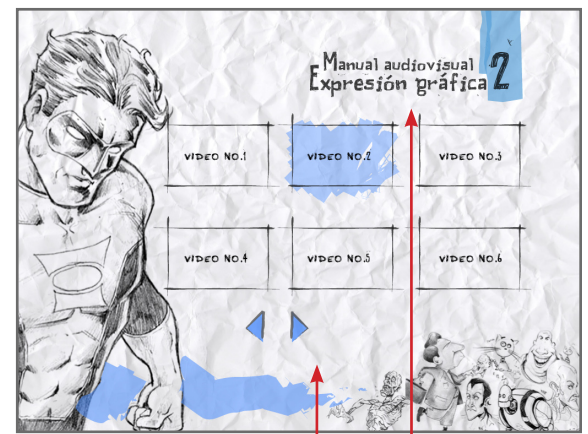 Manual audiovisual
Expresión gráfica 2
VIDEO NO.1
VIDEO NO.2
VIDEO NO.3
VIDEO NO.4
VIDEO NO.5
VIDEO NO.6